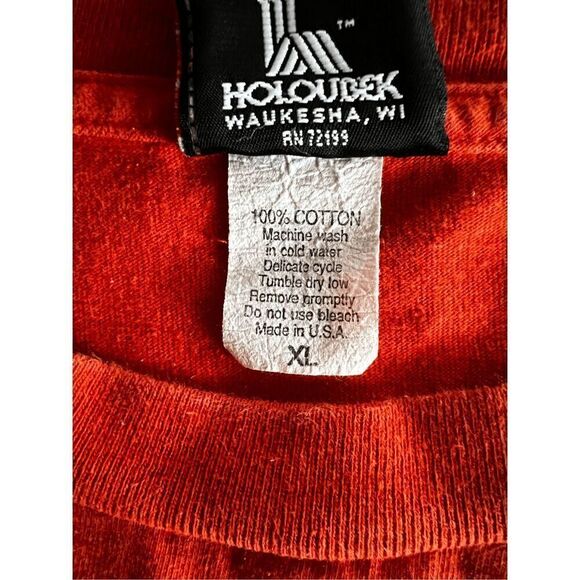 TM
HOLOUBEK
WAUKESHA, WI
RN 72199
100% COTTON
Machine wash
in cold water
Delicate cycle
Tumble dry low
Remove promptly
Do not use bleach
Made in U.S.A.
XL